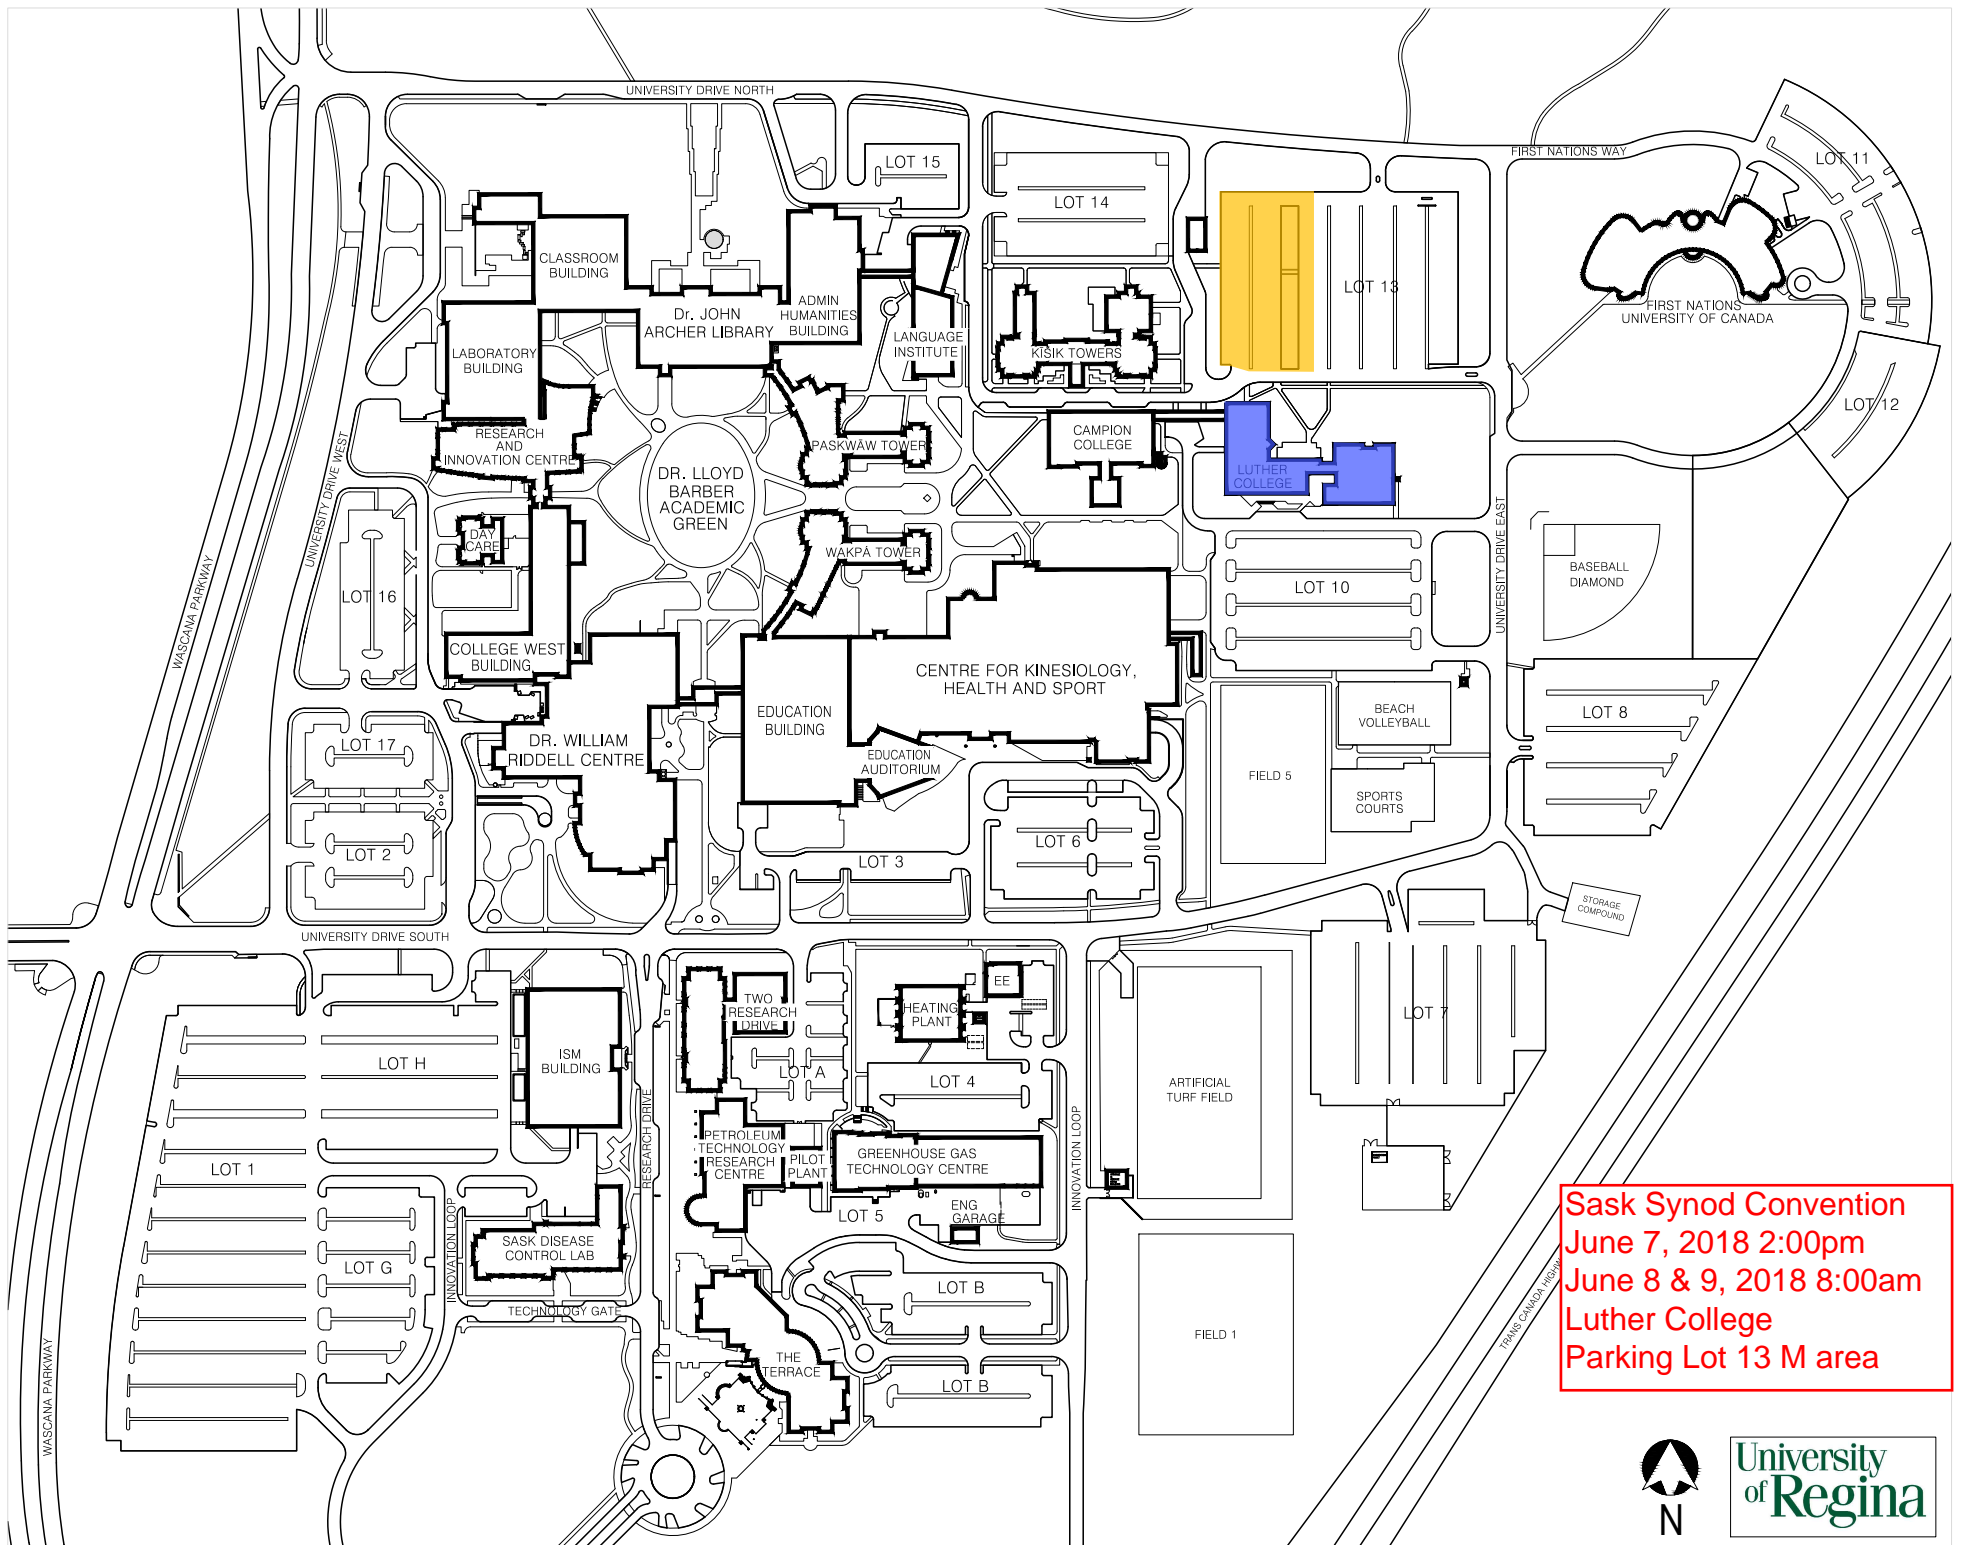 UNIVERSITY DRIVE NORTH
FIRST NATIONS WAY
LOT 15
LOT 11
LOT 14
CLASSROOM
BUILDING
LOT 13
ADMIN
HUMANITIES
BUILDING
Dr. JOHN
ARCHER LIBRARY
FIRST NATIONS
UNIVERSITY OF CANADA
LANGUAGE
INSTITUTE
KĪSIK TOWERS
LABORATORY
BUILDING
LOT 12
RESEARCH
AND
INNOVATION CENTRE
PASKWĀW TOWER
CAMPION
COLLEGE
LUTHER
COLLEGE
DR. LLOYD
BARBER
ACADEMIC
GREEN
UNIVERSITY DRIVE WEST
UNIVERSITY DRIVE EAST
DAY
CARE
WAKPÁ TOWER
BASEBALL
DIAMOND
LOT 10
LOT 16
WASCANA PARKWAY
COLLEGE WEST
BUILDING
CENTRE FOR KINESIOLOGY,
HEALTH AND SPORT
EDUCATION
BUILDING
BEACH
VOLLEYBALL
LOT 8
LOT 17
DR. WILLIAM
RIDDELL CENTRE
EDUCATION
AUDITORIUM
FIELD 5
SPORTS
COURTS
LOT 2
LOT 3
LOT 6
STORAGE
COMPOUND
UNIVERSITY DRIVE SOUTH
TWO
RESEARCH
DRIVE
EE
HEATING
PLANT
LOT 7
LOT H
ISM
BUILDING
LOT A
LOT 4
ARTIFICIAL
TURF FIELD
RESEARCH DRIVE
INNOVATION LOOP
PETROLEUM
TECHNOLOGY
RESEARCH
CENTRE
PILOT
PLANT
GREENHOUSE GAS
TECHNOLOGY CENTRE
LOT 1
LOT 5
ENG
GARAGE
INNOVATION LOOP
SASK DISEASE
CONTROL LAB
LOT G
TECHNOLOGY GATE
LOT B
FIELD 1
THE
TERRACE
LOT B
WASCANA PARKWAY
TRANS CANADA HIGHW
Sask Synod Convention
June 7, 2018 2:00pm
June 8 & 9, 2018 8:00am
Luther College
Parking Lot 13 M area
N
University
of Regina